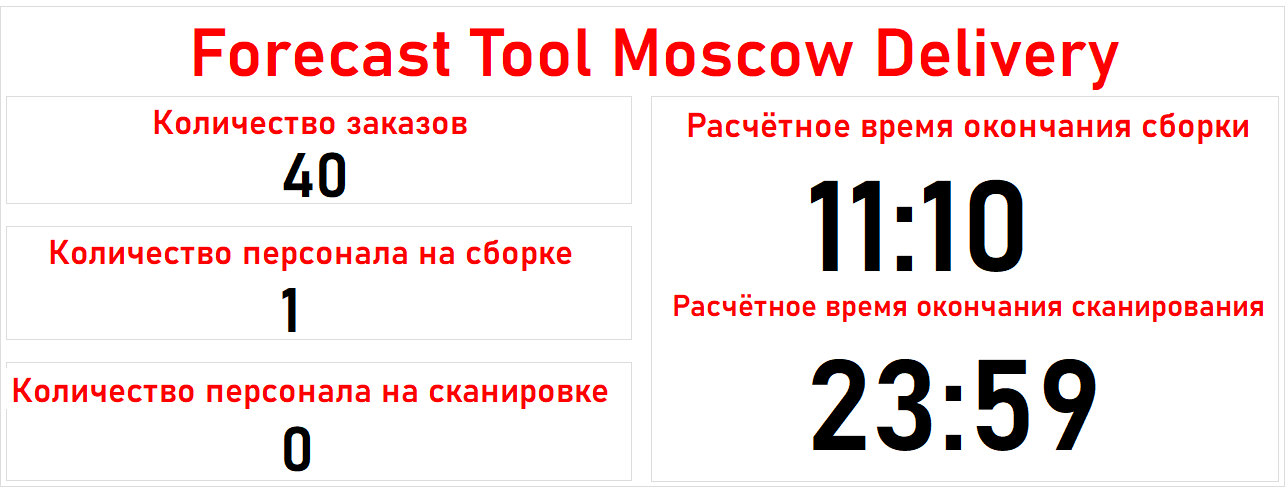 Forecast Tool Moscow Delivery
Количество заказов
40
Количество персонала на сборке
1
Количество персонала на сканировке
0
Расчётное время окончания сборки
11:10
Расчётное время окончания сканирования
23:59